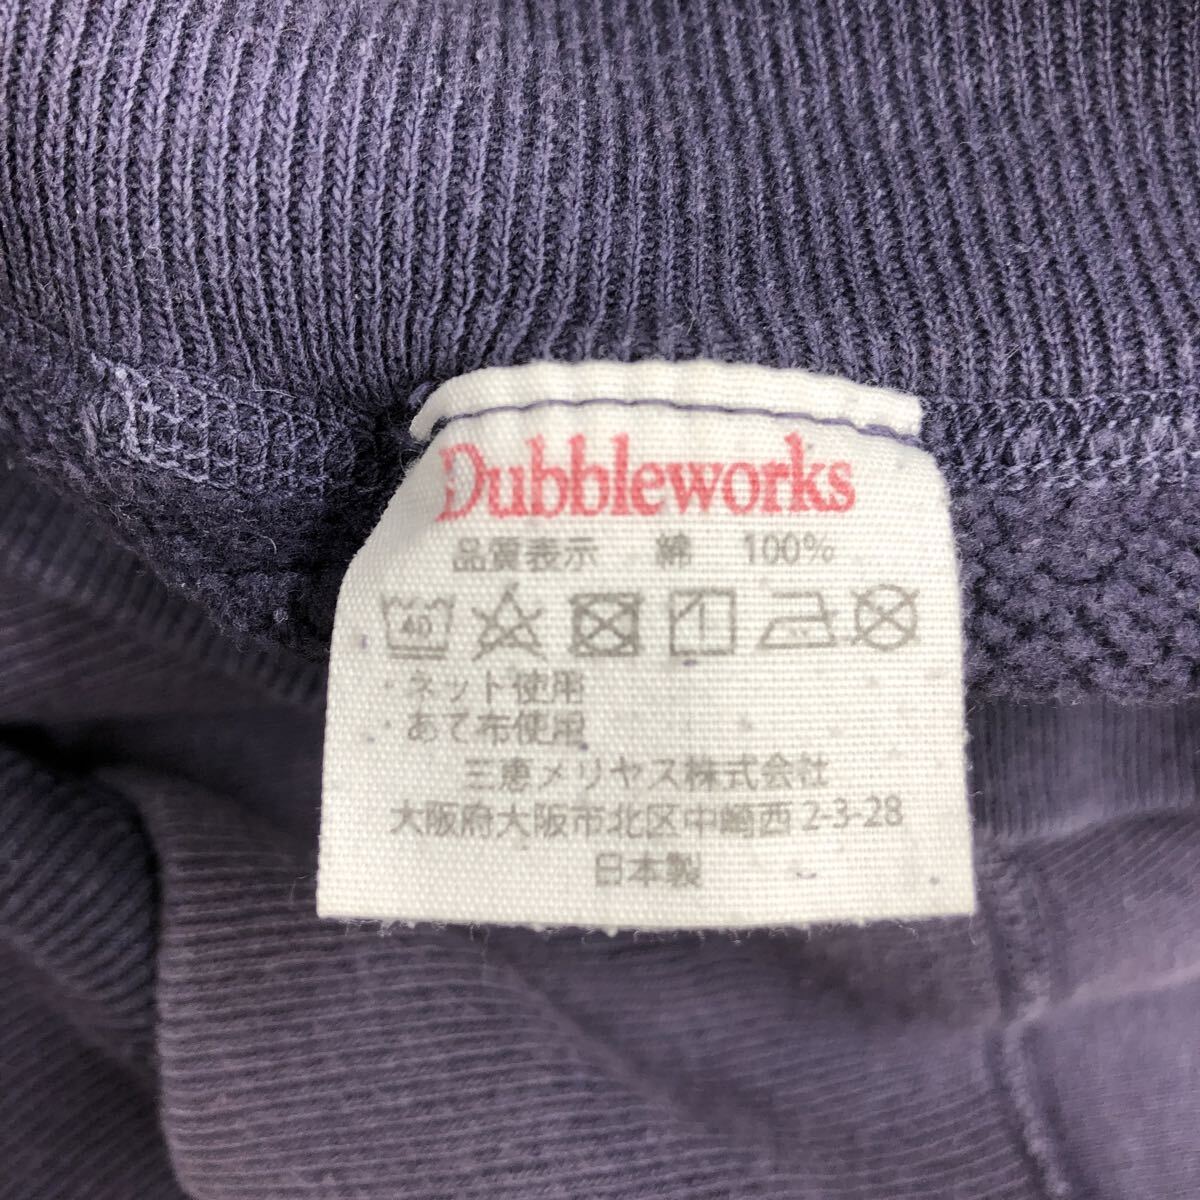 Dubbleworks
品質表示 綿 100%
40
・ネット使用
・あて布使用
三恵メリヤス株式会社
大阪府大阪市北区中崎西2-3-28
日本製